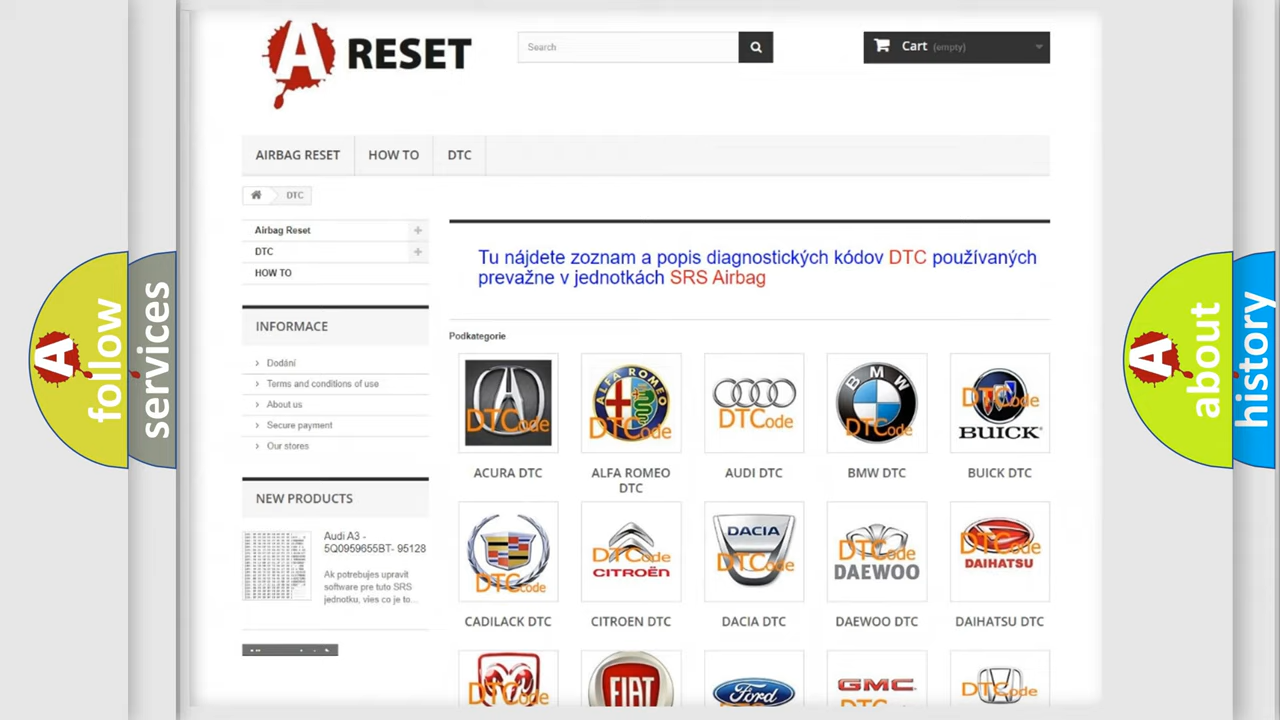 A RESET
Search
Cart (empty)
AIRBAG RESET
HOW TO
DTC
DTC
Airbag Reset
DTC
HOW TO
Tu nájdete zoznam a popis diagnostických kódov DTC používaných
prevažne v jednotkách SRS Airbag
INFORMACE
Dodání
Terms and conditions of use
About us
Secure payment
Our stores
NEW PRODUCTS
Audi A3 -
5Q0959655BT- 95128
Ak potrebujes upravit
software pre tuto SRS
jednotku, vies co je to...
Podkategorie
DTCode
ALFA ROMEO
DTCode
DTCode
BMW
DTCode
DTCode
BUICK
ACURA DTC
ALFA ROMEO
DTC
AUDI DTC
BMW DTC
BUICK DTC
DTCode
DTCode
CITROËN
DACIA
DTCode
DTCode
DAEWOO
DTCode
DAIHATSU
CADILACK DTC
CITROEN DTC
DACIA DTC
DAEWOO DTC
DAIHATSU DTC
DTCode
FIAT
Ford
GMC
DTCode
A follow
services
A about
history